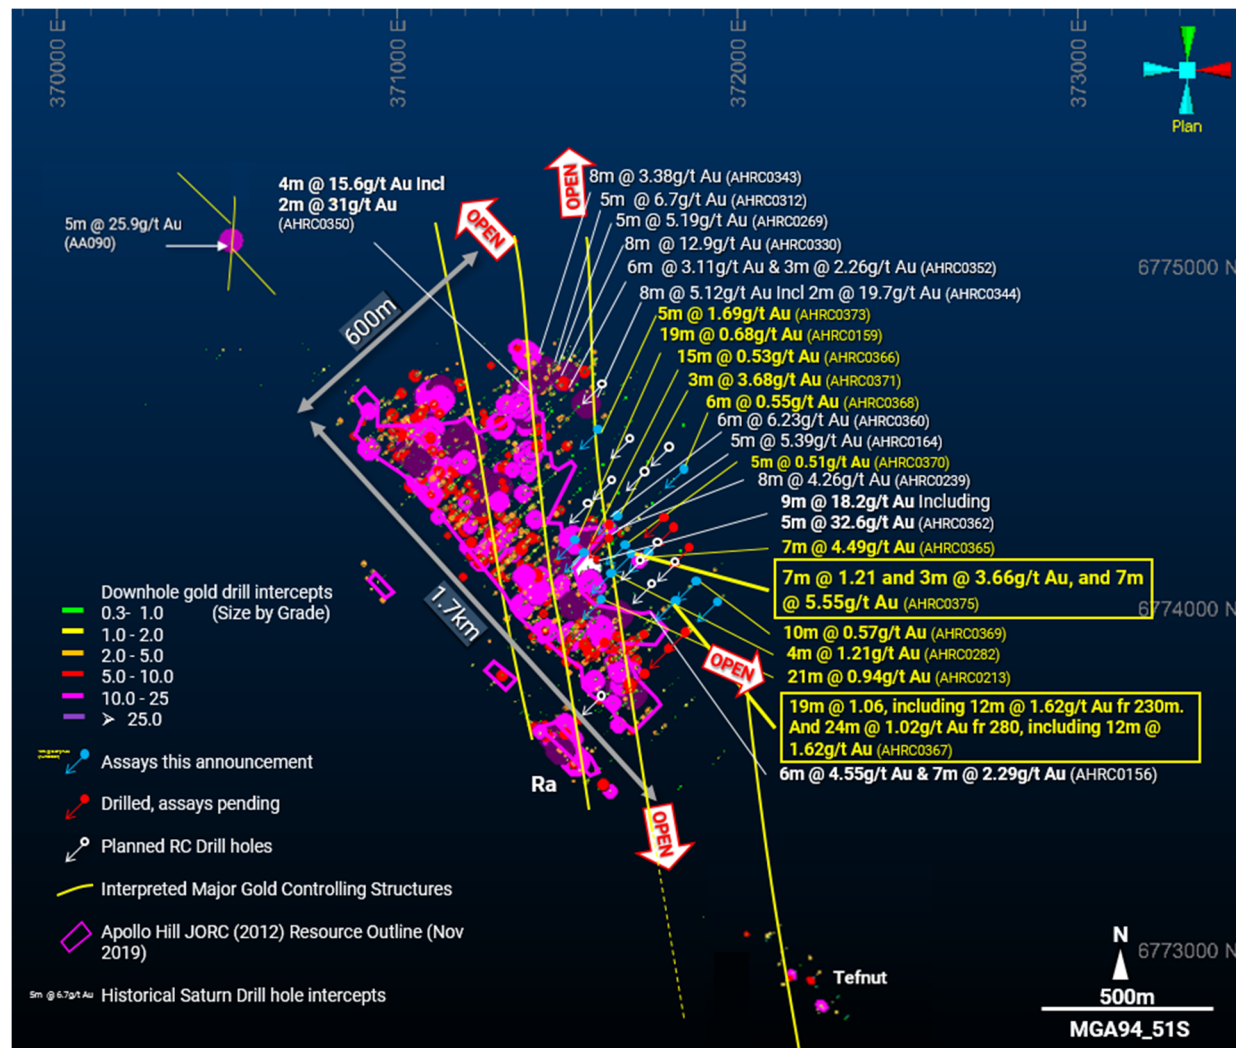 370000 E
371000 E
372000 E
373000 E
Plan
6775000 N
6774000 N
6773000 N
5m @ 25.9g/t Au
(AA090)
4m @ 15.6g/t Au Incl
2m @ 31g/t Au
(AHRC0350)
OPEN
OPEN
600m
1.7km
8m @ 3.38g/t Au (AHRC0343)
5m @ 6.7g/t Au (AHRC0312)
5m @ 5.19g/t Au (AHRC0269)
8m @ 12.9g/t Au (AHRC0330)
6m @ 3.11g/t Au & 3m @ 2.26g/t Au (AHRC0352)
8m @ 5.12g/t Au Incl 2m @ 19.7g/t Au (AHRC0344)
5m @ 1.69g/t Au (AHRC0373)
19m @ 0.68g/t Au (AHRC0159)
15m @ 0.53g/t Au (AHRC0366)
3m @ 3.68g/t Au (AHRC0371)
6m @ 0.55g/t Au (AHRC0368)
6m @ 6.23g/t Au (AHRC0360)
5m @ 5.39g/t Au (AHRC0164)
5m @ 0.51g/t Au (AHRC0370)
8m @ 4.26g/t Au (AHRC0239)
9m @ 18.2g/t Au Including
5m @ 32.6g/t Au (AHRC0362)
7m @ 4.49g/t Au (AHRC0365)
7m @ 1.21 and 3m @ 3.66g/t Au, and 7m
@ 5.55g/t Au (AHRC0375)
10m @ 0.57g/t Au (AHRC0369)
4m @ 1.21g/t Au (AHRC0282)
21m @ 0.94g/t Au (AHRC0213)
OPEN
19m @ 1.06, including 12m @ 1.62g/t Au fr 230m.
And 24m @ 1.02g/t Au fr 280, including 12m @
1.62g/t Au (AHRC0367)
6m @ 4.55g/t Au & 7m @ 2.29g/t Au (AHRC0156)
Ra
OPEN
Tefnut
Downhole gold drill intercepts
(Size by Grade)
0.3- 1.0
1.0 - 2.0
2.0 - 5.0
5.0 - 10.0
10.0 - 25
> 25.0
Assays this announcement
Drilled, assays pending
Planned RC Drill holes
Interpreted Major Gold Controlling Structures
Apollo Hill JORC (2012) Resource Outline (Nov
2019)
5m @ 6.7g/t Au Historical Saturn Drill hole intercepts
N
500m
MGA94_51S